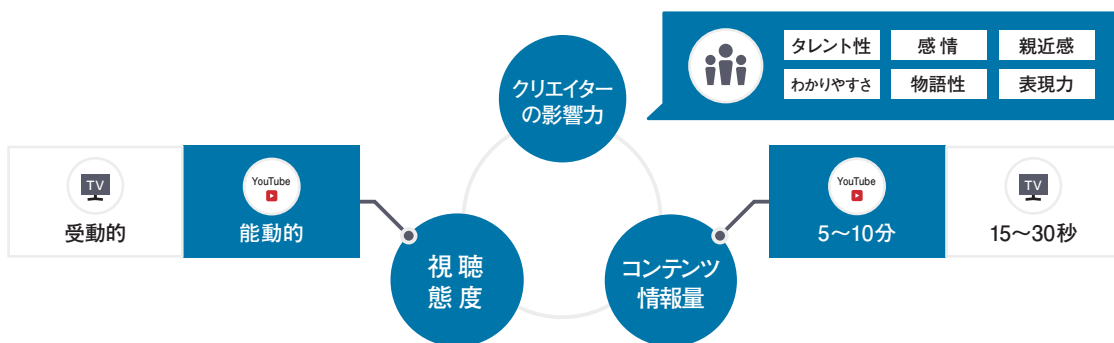 クリエイター
の影響力
タレント性
感情
親近感
わかりやすさ
物語性
表現力
TV
受動的
YouTube
能動的
視聴
態度
コンテンツ
情報量
YouTube
5〜10分
TV
15〜30秒